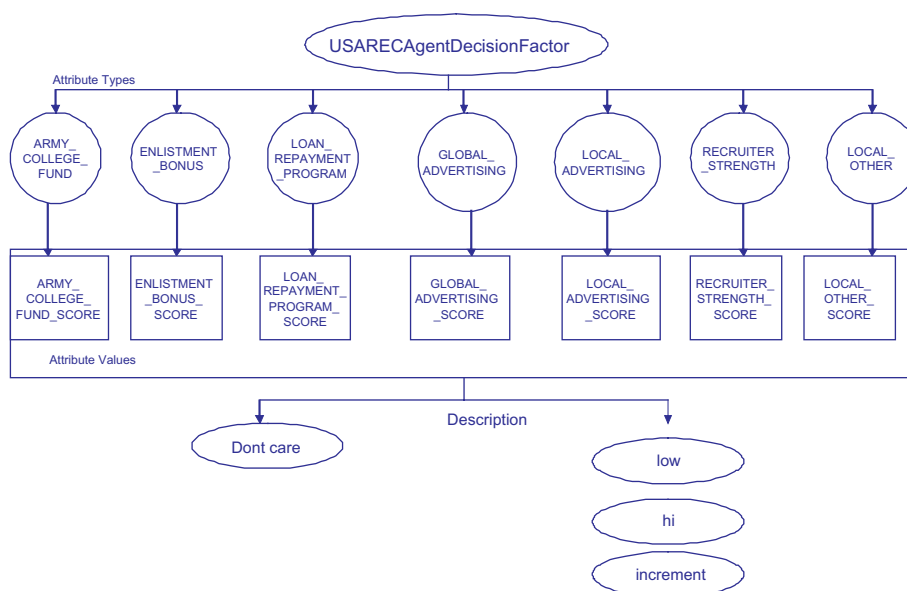 USARECAgentDecisionFactor
Attribute Types
ARMY_
COLLEGE_
FUND
ENLISTMENT
_BONUS
LOAN_
REPAYMENT
_PROGRAM
GLOBAL_
ADVERTISING
LOCAL_
ADVERTISING
RECRUITER
_STRENGTH
LOCAL_
OTHER
ARMY_
COLLEGE_
FUND_SCORE
ENLISTMENT
_BONUS_
SCORE
LOAN_
REPAYMENT_
PROGRAM_
SCORE
GLOBAL_
ADVERTISING
_SCORE
LOCAL_
ADVERTISING
_SCORE
RECRUITER_
STRENGTH_
SCORE
LOCAL_
OTHER_
SCORE
Attribute Values
Description
Dont care
low
hi
increment